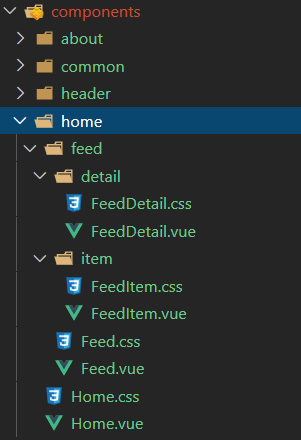 components
about
common
header
home
feed
detail
FeedDetail.css
FeedDetail.vue
item
FeedItem.css
FeedItem.vue
Feed.css
Feed.vue
Home.css
Home.vue